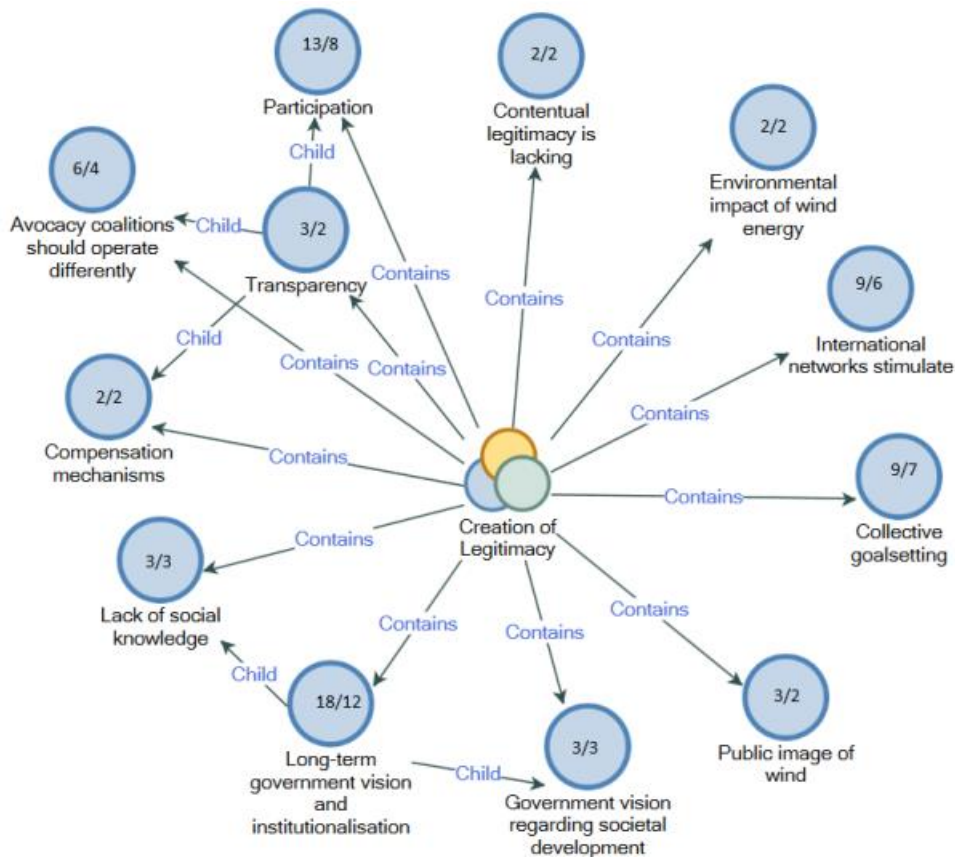 13/8
Participation
2/2
Contentual
legitimacy is
lacking
2/2
Environmental
impact of wind
energy
6/4
Avocacy coalitions
should operate
differently
Child
Child
3/2
Transparency
Child
Contains
Contains
Contains
Contains
Contains
9/6
International
networks stimulate
Contains
2/2
Compensation
mechanisms
Contains
Creation of
Legitimacy
Contains
9/7
Collective
goalsetting
3/3
Lack of social
knowledge
Contains
Contains
Contains
Contains
Child
18/12
Long-term
government vision
and
institutionalisation
Child
3/3
Government vision
regarding societal
development
3/2
Public image of
wind